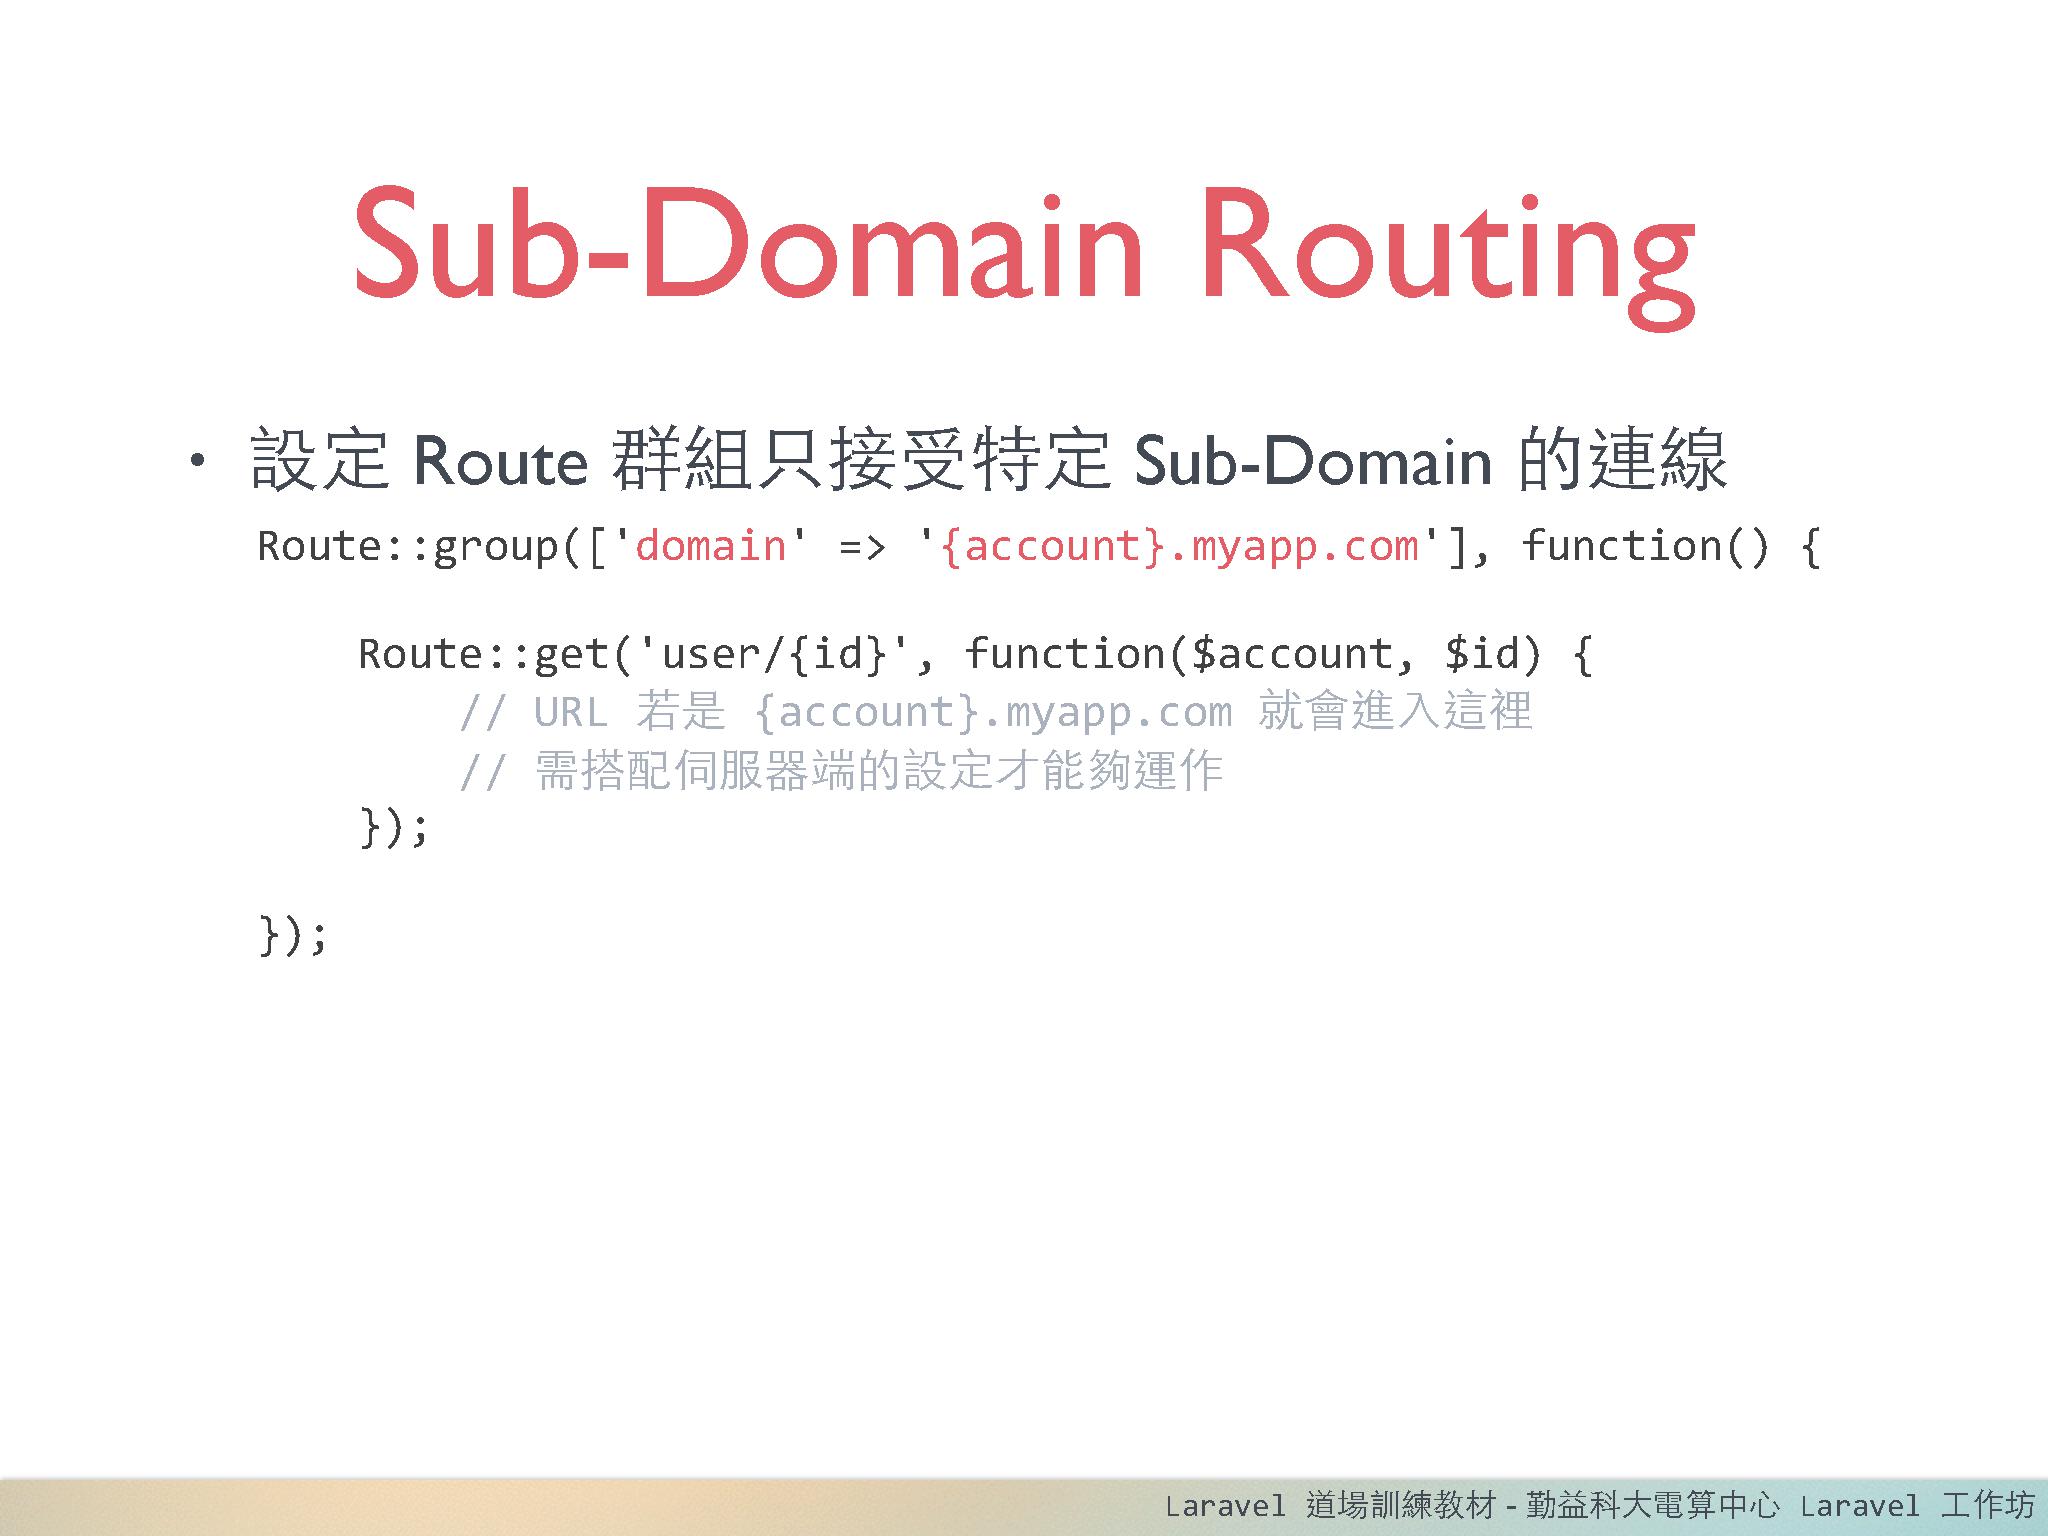 Sub-Domain Routing
• 設定 Route 群組只接受特定 Sub-Domain 的連線
Route::group(['domain' => '{account}.myapp.com'], function() {
Route::get('user/{id}', function($account, $id) {
// URL 若是 {account}.myapp.com 就會進入這裡
// 需搭配伺服器端的設定才能夠運作
});
});
Laravel 道場訓練教材 - 勤益科大電算中心 Laravel 工作坊